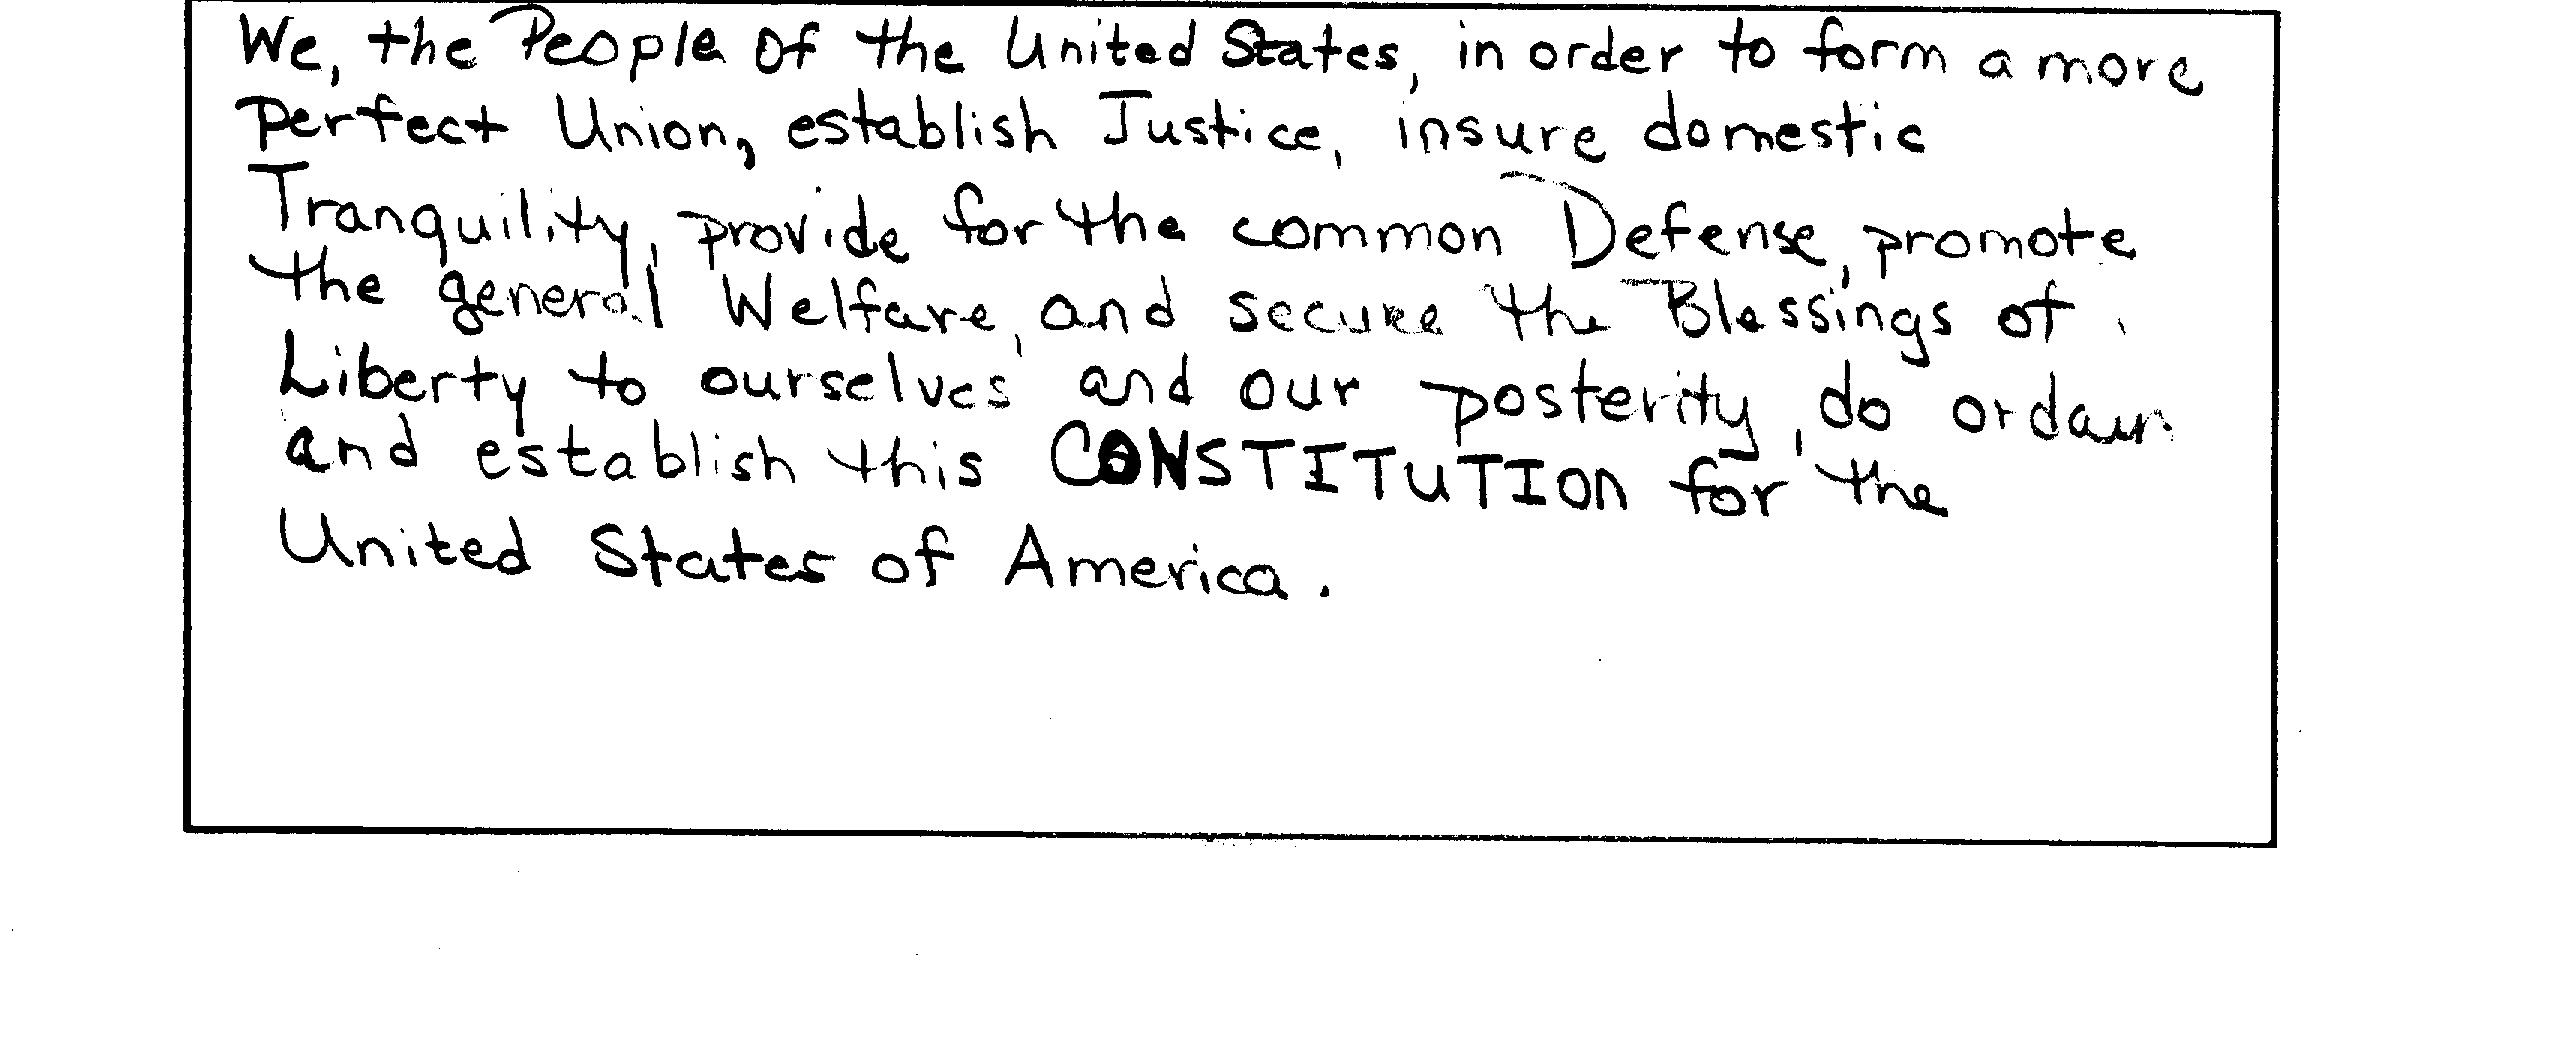 We, the People of the United States, in order to form a more
perfect Union, establish Justice, insure domestic
Tranquility, provide for the common Defense, promote
the general Welfare, and secure the Blessings of
Liberty to ourselves and our posterity, do ordain
and establish this CONSTITUTION for the
United States of America.